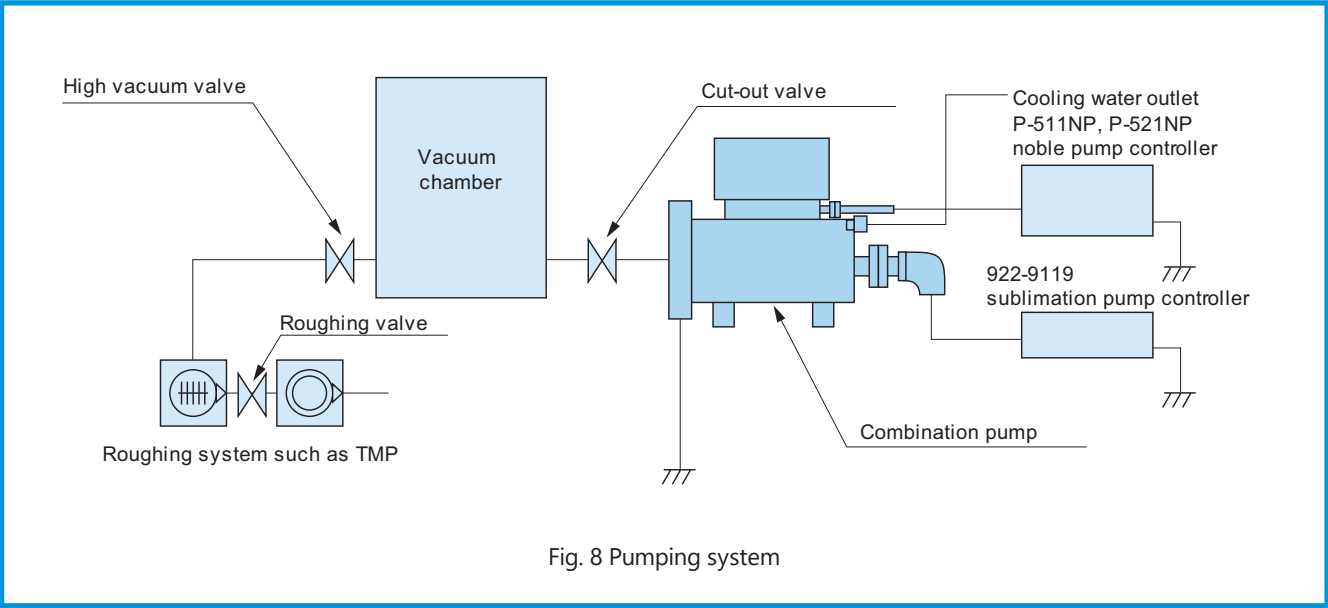 High vacuum valve
Vacuum
chamber
Cut-out valve
Cooling water outlet
P-511NP, P-521NP
noble pump controller
922-9119
sublimation pump controller
Roughing valve
Combination pump
Roughing system such as TMP
Fig. 8 Pumping system